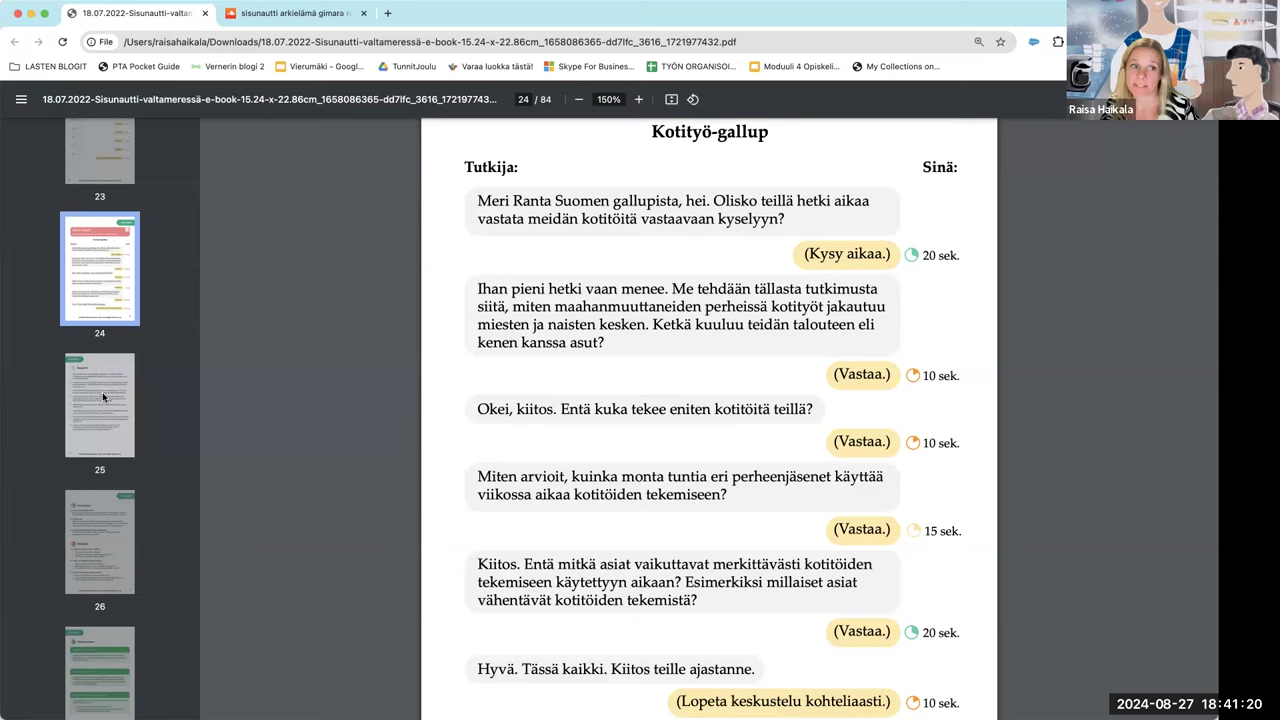 18.07.2022-Sisunautti-valtam
sisunautti arkielämä gimara n
File
/Users/raisahaikala/Downloads/18.07.2022-Sisunautti-valtameressä-e-book-15.24-x-22.86cm_1658086365-dd7lfc_3616_1721977432.pdf
LASTEN BLOGIT
PTA Pocket Guide
Vernerin blogi 2
Vierumäki - Googl...
TunnitJoulu
Varaa luokka tästä!
Skype For Busines...
TYÖN ORGANISOI...
Moduuli 4 Opiskeli...
My Collections on...
18.07.2022-Sisunautti-valtameressä-e-book-15.24-x-22.86cm_1658086365-dd7lfc_3616_172197743...
24 / 84
150%
Raisa Haikala
Kotityö-gallup
Tutkija:
Sinä:
Meri Ranta Suomen gallupista, hei. Olisko teillä hetki aikaa
vastata meidän kotitöitä vastaavaan kyselyyn?
(Kysy aikaa.)
20 sek.
Ihan pieni hetki vaan menee. Me tehdään tällasta tutkimusta
siitä, miten maahanmuuttaneiden perheissä kotityöt jakautuu
miesten ja naisten kesken. Ketkä kuuluu teidän talouteen eli
kenen kanssa asut?
(Vastaa.)
10 sek.
Okei, kiitos. Entä kuka tekee eniten kotitöitä teillä?
(Vastaa.)
10 sek.
Miten arvioit, kuinka monta tuntia eri perheenjäsenet käyttää
viikossa aikaa kotitöiden tekemiseen?
(Vastaa.)
15 sek.
Kiitos. Entä mitkä asiat vaikuttavat merkittävästi kotitöiden
tekemiseen käytettyyn aikaan? Esimerkiksi millaiset asiat
vähentävät kotitöiden tekemistä?
(Vastaa.)
20 sek.
Hyvä. Tässä kaikki. Kiitos teille ajastanne.
(Lopeta keskustelu kohteliaasti.)
10 sek.
23
24
25
26
2024-08-27 18:41:20